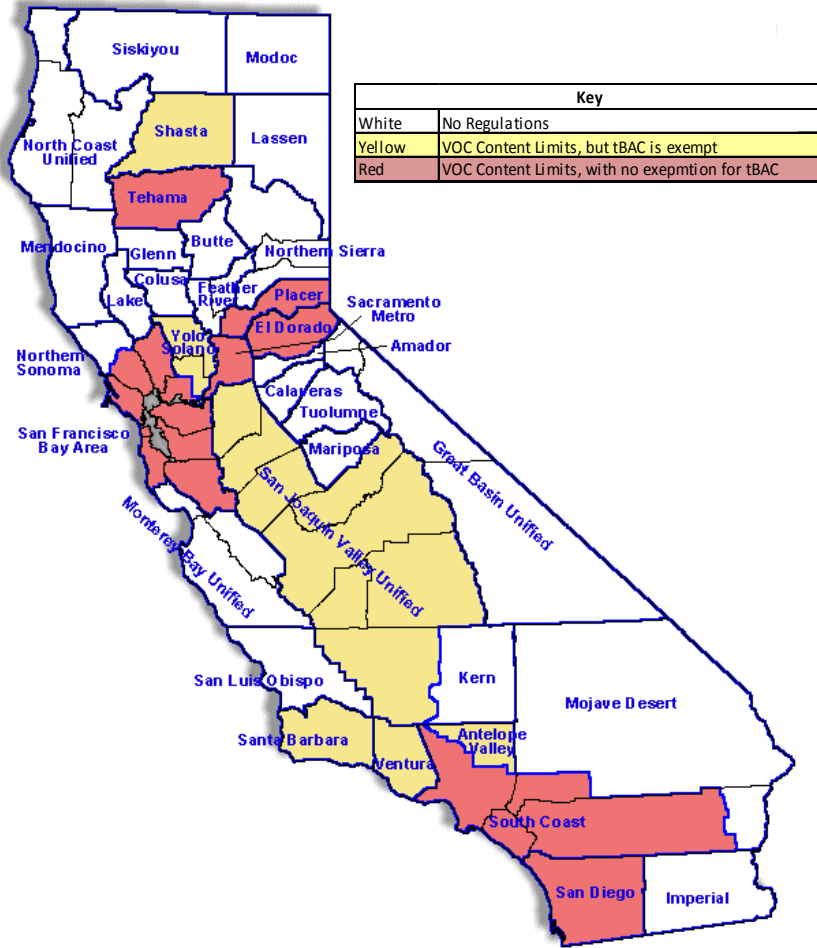 Siskiyou
Modoc
Key
White No Regulations
Yellow VOC Content Limits, but tBAC is exempt
Red VOC Content Limits, with no exepmtion for tBAC
Shasta
Lassen
North Coast
Unified
Tehama
Mendocino
Glenn
Butte
Northern Sierra
Colusa
Lake
Feather
River
Placer
Sacramento
Metro
El Dorado
Yolo
Solano
Amador
Northern
Sonoma
Calaveras
Tuolumne
San Francisco
Bay Area
Mariposa
Great Basin Unified
San Joaquin Valley Unified
Monterey Bay Unified
San Luis Obispo
Kern
Mojave Desert
Santa Barbara
Antelope
Valley
Ventura
South Coast
San Diego
Imperial